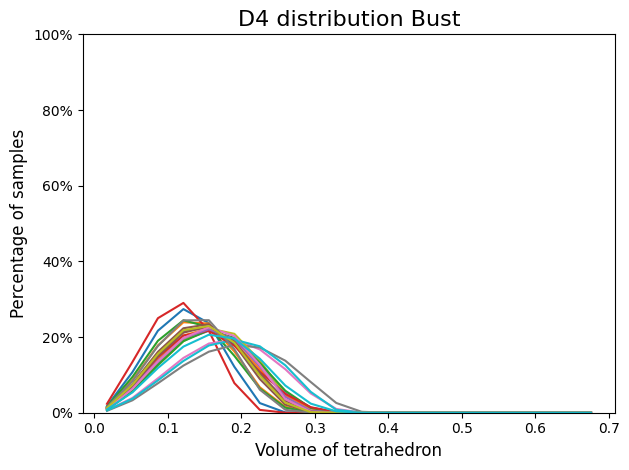 D4 distribution Bust
100%
80%
60%
40%
20%
0%
Percentage of samples
0.0 0.1 0.2 0.3 0.4 0.5 0.6 0.7
Volume of tetrahedron